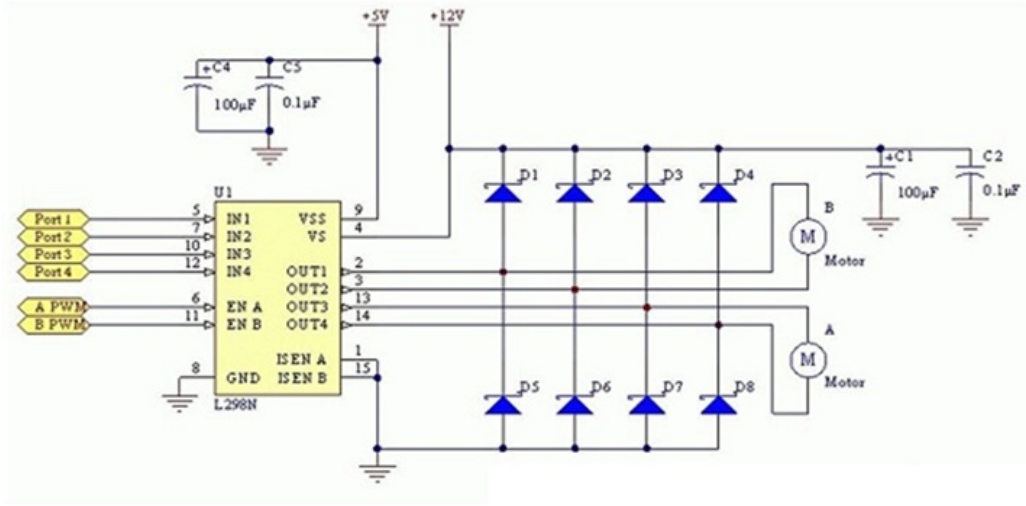 +5V
+12V
+C4
C5
100µF
0.1µF
+C1
C2
100µF
0.1µF
D1
D2
D3
D4
U1
Port 1
Port 2
Port 3
Port 4
A PWM
B PWM
5
7
10
12
6
11
8
IN1
IN2
IN3
IN4
EN A
EN B
GND
VSS
VS
OUT1
OUT2
OUT3
OUT4
ISEN A
ISEN B
9
4
2
3
13
14
1
15
L298N
B
M
Motor
A
M
Motor
D5
D6
D7
D8